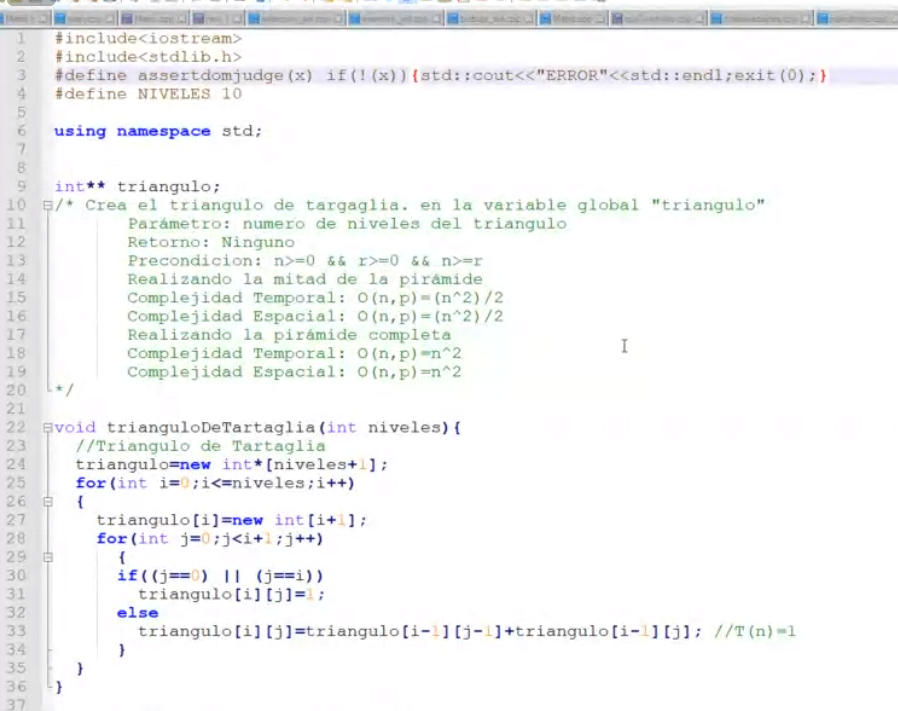 1 #include<iostream>
2 #include<stdlib.h>
3 #define assertdomjudge(x) if(!(x)){std::cout<<"ERROR"<<std::endl;exit(0);}
4 #define NIVELES 10
5
6 using namespace std;
7
8
9 int** triangulo;
10 /* Crea el triangulo de targaglia. en la variable global "triangulo"
11 Parámetro: numero de niveles del triangulo
12 Retorno: Ninguno
13 Precondicion: n>=0 && r>=0 && n>=r
14 Realizando la mitad de la pirámide
15 Complejidad Temporal: O(n,p)=(n^2)/2
16 Complejidad Espacial: O(n,p)=(n^2)/2
17 Realizando la pirámide completa
18 Complejidad Temporal: O(n,p)=n^2
19 Complejidad Espacial: O(n,p)=n^2
20 */
21
22 void trianguloDeTartaglia(int niveles){
23 //Triangulo de Tartaglia
24 triangulo=new int*[niveles+1];
25 for(int i=0;i<=niveles;i++)
26 {
27 triangulo[i]=new int[i+1];
28 for(int j=0;j<i+1;j++)
29 {
30 if((j==0) || (j==i))
31 triangulo[i][j]=1;
32 else
33 triangulo[i][j]=triangulo[i-1][j-1]+triangulo[i-1][j]; //T(n)=1
34 }
35 }
36 }
37